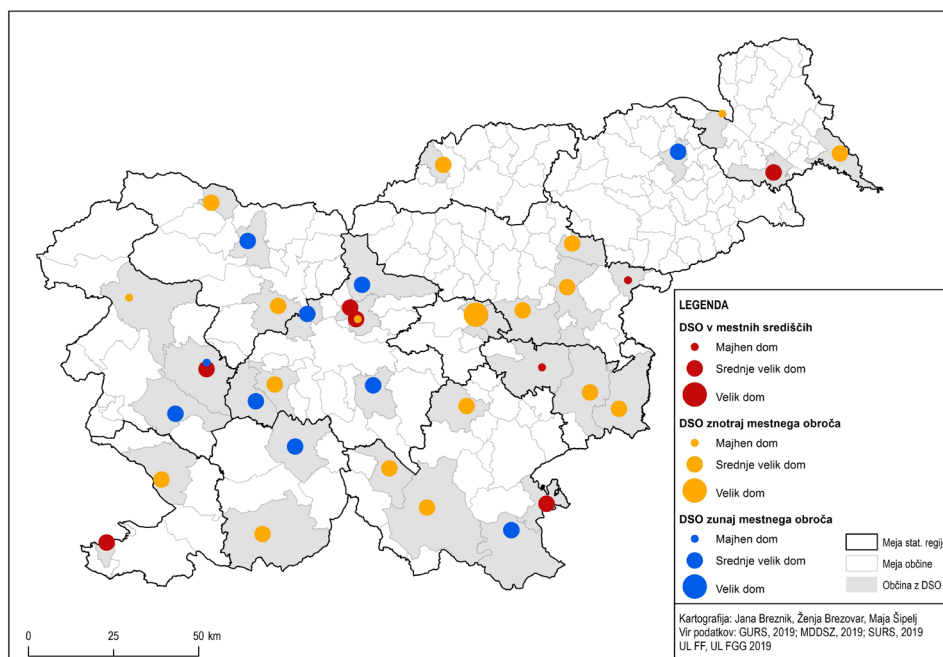 LEGENDA
DSO v mestnih središčih
Majhen dom
Srednje velik dom
Velik dom
DSO znotraj mestnega obroča
Majhen dom
Srednje velik dom
Velik dom
DSO zunaj mestnega obroča
Majhen dom
Srednje velik dom
Velik dom
Meja stat. regij
Meja občine
Občina z DSO
Kartografija: Jana Breznik, Ženja Brezovar, Maja Šipelj
Vir podatkov: GURS, 2019; MDDSZ, 2019; SURS, 2019
UL FF, UL FGG 2019
0 25 50 km